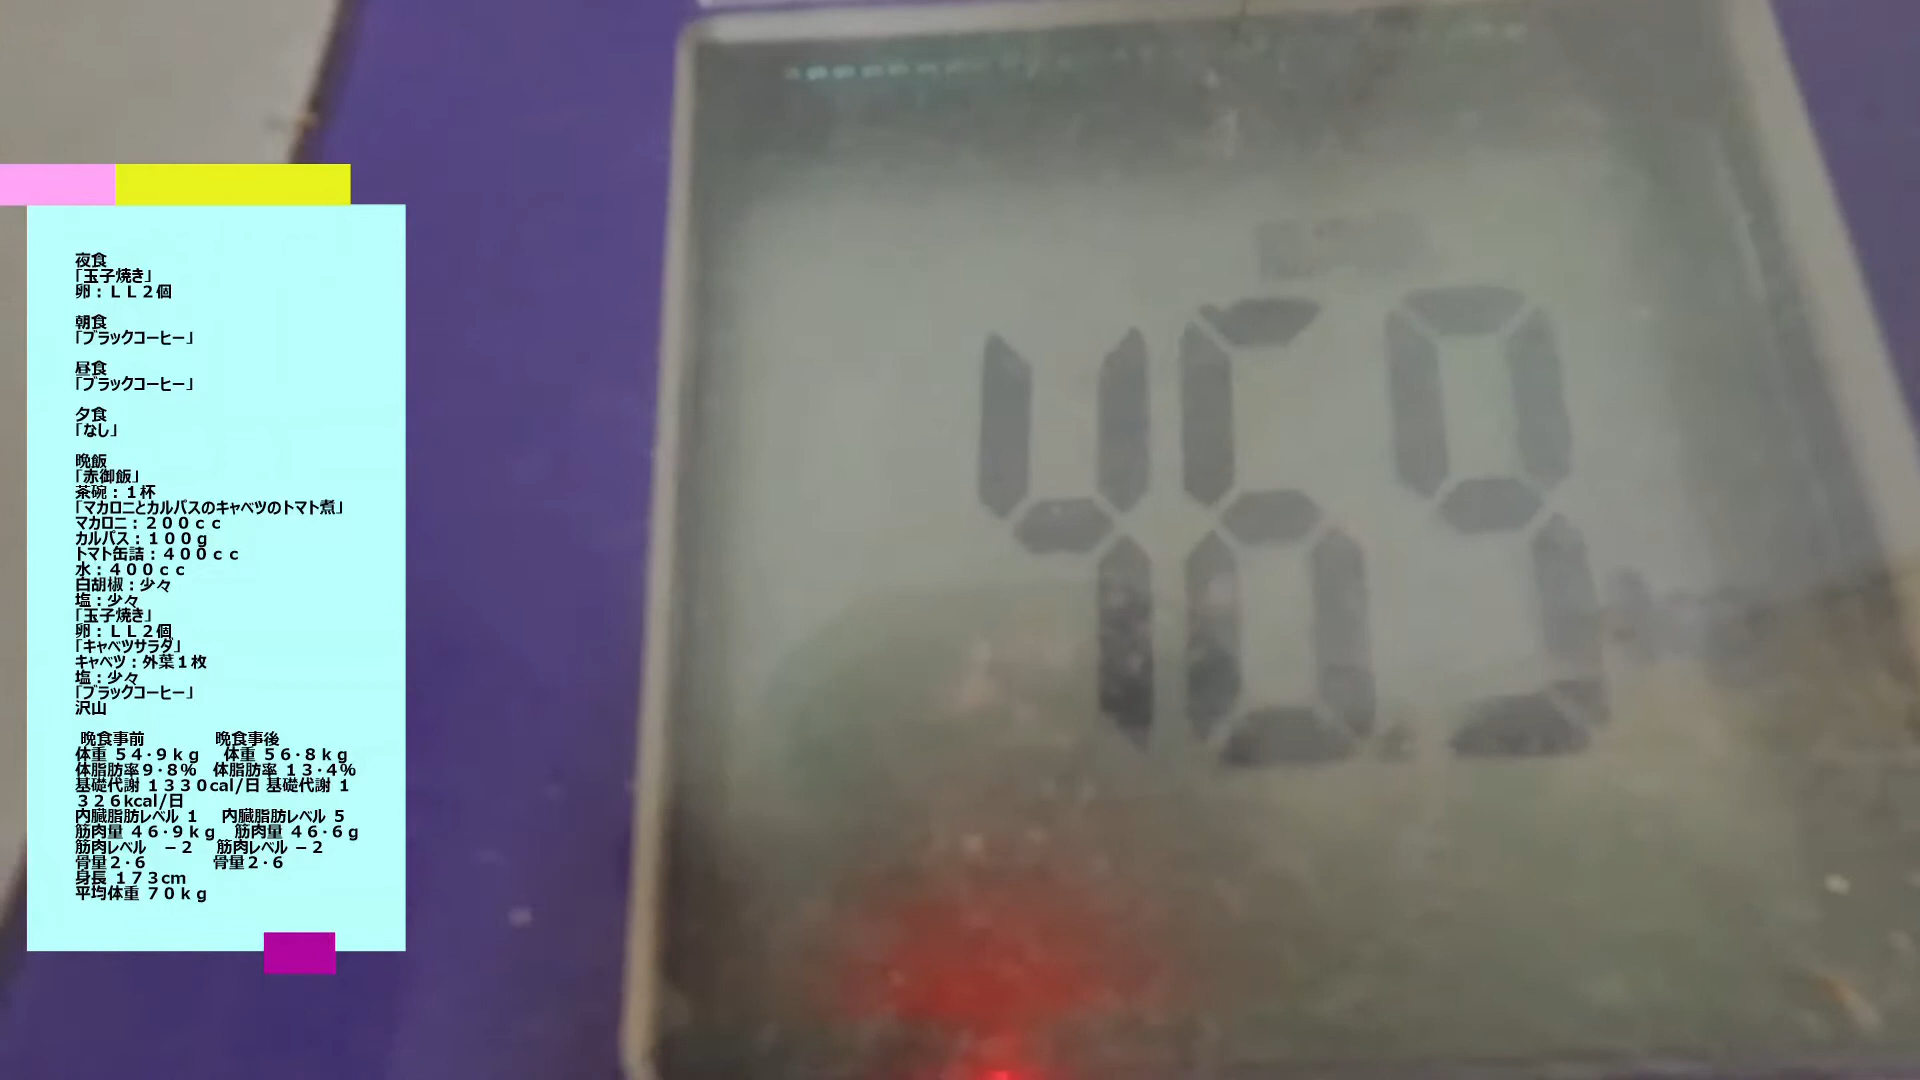 夜食
「玉子焼き」
卵：ＬＬ２個
朝食
「ブラックコーヒー」
昼食
「ブラックコーヒー」
夕食
「なし」
晩飯
「赤御飯」
茶碗：１杯
「マカロニとカルパスのキャベツのトマト煮」
マカロニ：２００ｃｃ
カルパス：１００ｇ
トマト缶詰：４００ｃｃ
水：４００ｃｃ
白胡椒：少々
塩：少々
「玉子焼き」
卵：ＬＬ２個
「キャベツサラダ」
キャベツ：外葉１枚
塩：少々
「ブラックコーヒー」
沢山
晩食事前 晩食事後
体重 ５４・９ｋｇ 体重 ５６・８ｋｇ
体脂肪率９・８% 体脂肪率 １３・４%
基礎代謝 １３３０cal/日 基礎代謝 １
３２６kcal/日
内臓脂肪レベル １ 内臓脂肪レベル ５
筋肉量 ４６・９ｋｇ 筋肉量 ４６・６ｇ
筋肉レベル －２ 筋肉レベル －２
骨量２・６ 骨量２・６
身長 １７３cm
平均体重 ７０ｋｇ
46.9